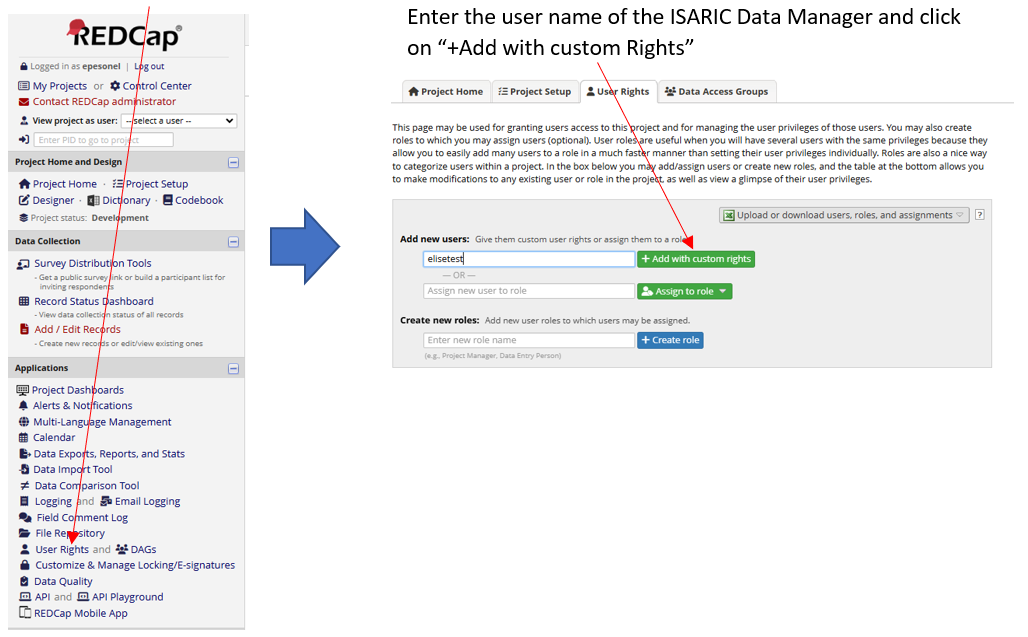 REDCap®
Logged in as epesonel | Log out
My Projects or Control Center
Contact REDCap administrator
View project as user: -- select a user --
Enter PID to go to project
Project Home and Design
Project Home · Project Setup
Designer · Dictionary · Codebook
Project status: Development
Data Collection
Survey Distribution Tools
- Get a public survey link or build a participant list for
inviting respondents
Record Status Dashboard
- View data collection status of all records
Add / Edit Records
- Create new records or edit/view existing ones
Applications
Project Dashboards
Alerts & Notifications
Multi-Language Management
Calendar
Data Exports, Reports, and Stats
Data Import Tool
Data Comparison Tool
Logging and Email Logging
Field Comment Log
File Repository
User Rights and DAGs
Customize & Manage Locking/E-signatures
Data Quality
API and API Playground
REDCap Mobile App
Enter the user name of the ISARIC Data Manager and click
on “+Add with custom Rights”
Project Home Project Setup User Rights Data Access Groups
This page may be used for granting users access to this project and for managing the user privileges of those users. You may also create
roles to which you may assign users (optional). User roles are useful when you will have several users with the same privileges because they
allow you to easily add many users to a role in a much faster manner than setting their user privileges individually. Roles are also a nice way
to categorize users within a project. In the box below you may add/assign users or create new roles, and the table at the bottom allows you
to make modifications to any existing user or role in the project, as well as view a glimpse of their user privileges.
Upload or download users, roles, and assignments ?
Add new users: Give them custom user rights or assign them to a role.
elisetest + Add with custom rights
— OR —
Assign new user to role Assign to role
Create new roles: Add new user roles to which users may be assigned.
Enter new role name + Create role
(e.g., Project Manager, Data Entry Person)